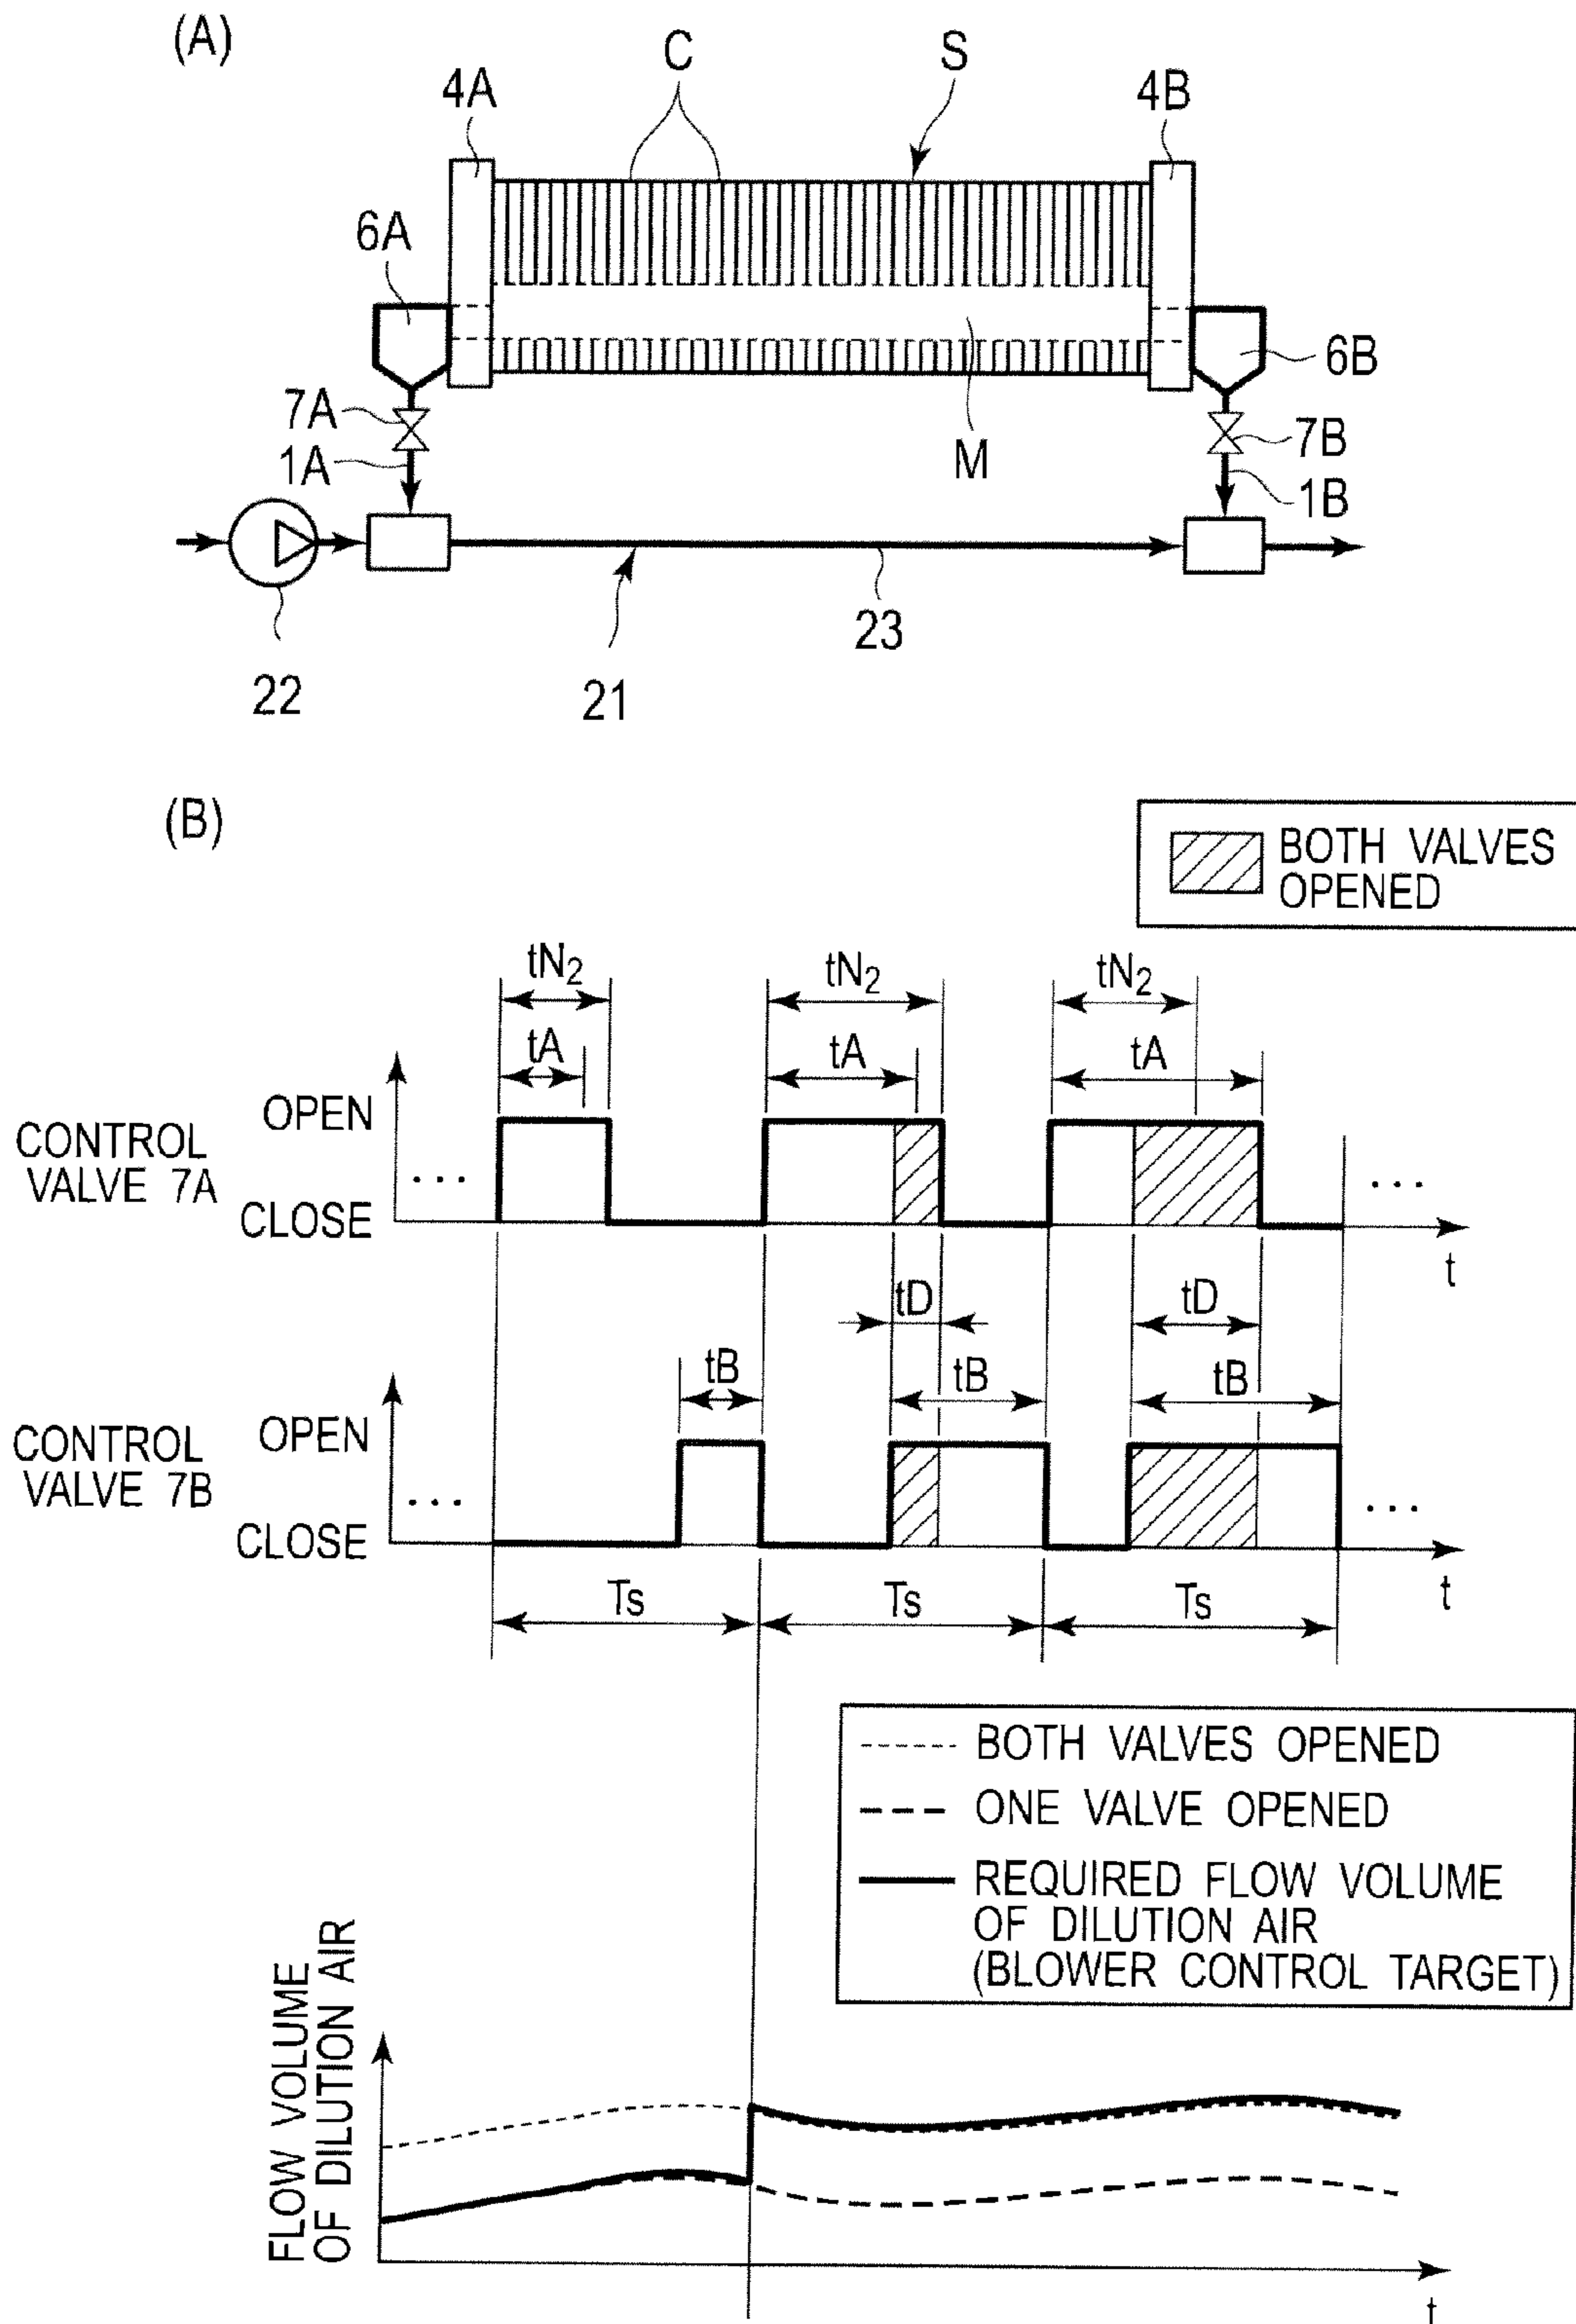 (A)
C
S
4A
4B
6A
6B
7A
7B
1A
M
1B
22
21
23
(B)
BOTH VALVES
OPENED
tN2
tN2
tN2
tA
tA
tA
CONTROL
VALVE 7A
OPEN
CLOSE
...
...
t
tD
tD
tB
tB
tB
CONTROL
VALVE 7B
OPEN
CLOSE
...
...
t
Ts
Ts
Ts
BOTH VALVES OPENED
ONE VALVE OPENED
REQUIRED FLOW VOLUME
OF DILUTION AIR
(BLOWER CONTROL TARGET)
FLOW VOLUME
OF DILUTION AIR
t